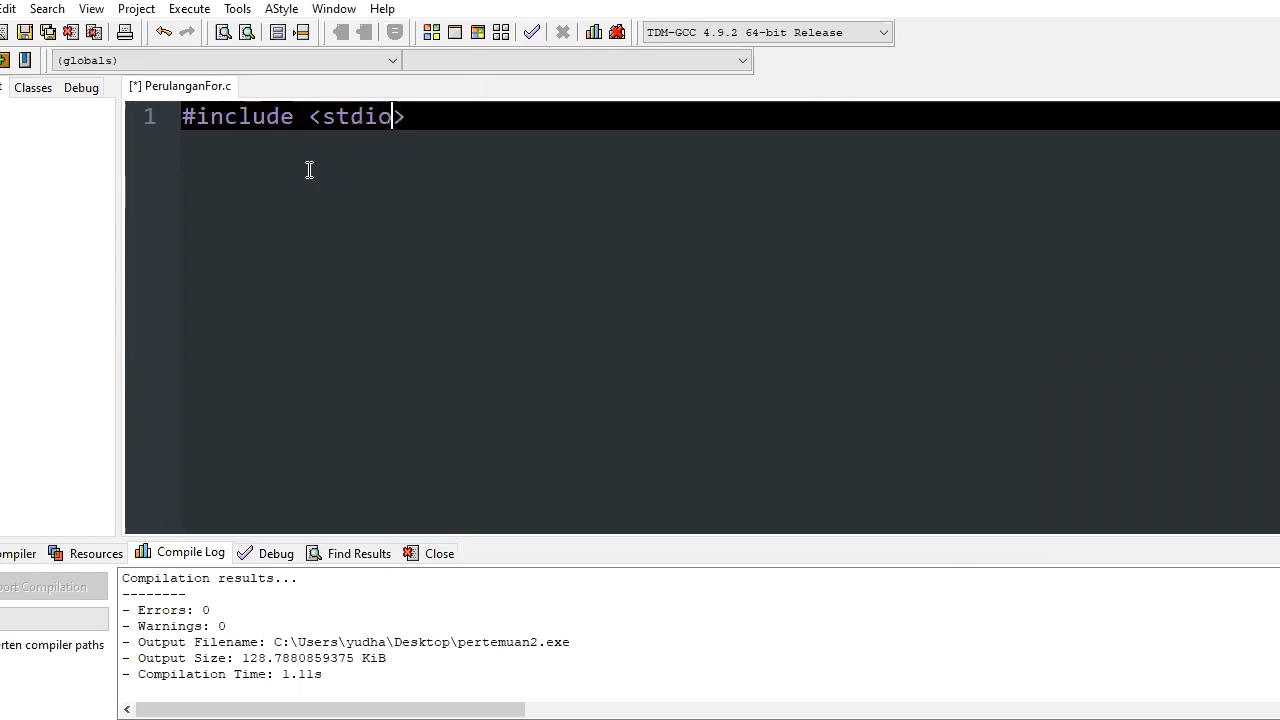 Edit Search View Project Execute Tools AStyle Window Help
TDM-GCC 4.9.2 64-bit Release
(globals)
Classes Debug [*] PerulanganFor.c
1 #include <stdio>
Resources Compile Log Debug Find Results Close
Compilation results...
--------
- Errors: 0
- Warnings: 0
- Output Filename: C:\Users\yudha\Desktop\pertemuan2.exe
- Output Size: 128.7880859375 KiB
- Compilation Time: 1.11s
Compilation
compiler paths